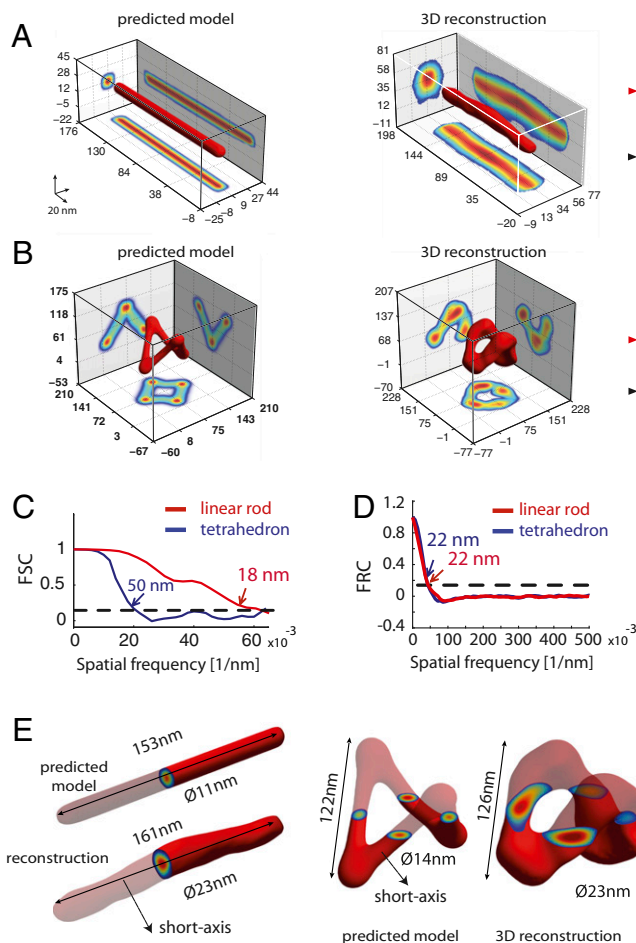 A
predicted model
3D reconstruction
45
28
12
−5
−22
176
130
84
38
−8
−25
−8
9
27
44
20 nm
81
58
35
12
−11
198
144
89
35
−20
−9
13
34
56
77
B
predicted model
3D reconstruction
175
118
61
4
−53
210
141
72
3
−67
−60
8
75
143
210
207
137
68
−1
−70
228
151
75
−1
−77
−77
−1
75
151
228
C
linear rod
tetrahedron
FSC
1
0.5
0
50 nm
18 nm
0
20
40
60
×10⁻³
Spatial frequency [1/nm]
D
linear rod
tetrahedron
FRC
1.2
0.8
0.4
0
-0.4
22 nm
22 nm
0
100
200
300
400
500
×10⁻³
Spatial frequency [1/nm]
E
153nm
predicted
model
Ø11nm
161nm
reconstruction
Ø23nm
short-axis
122nm
Ø14nm
short-axis
predicted model
126nm
Ø23nm
3D reconstruction